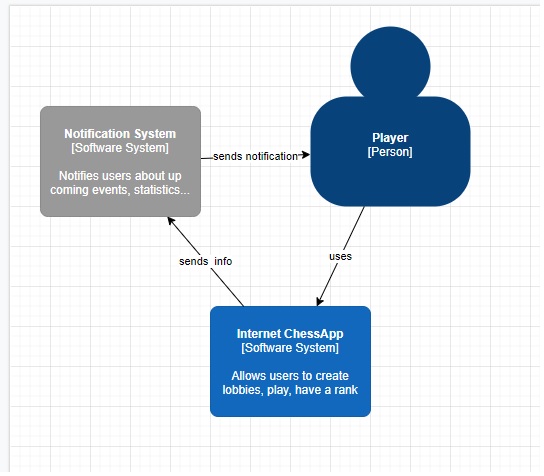 Notification System
[Software System]
Notifies users about up
coming events, statistics...
sends notification
Player
[Person]
sends info
uses
Internet ChessApp
[Software System]
Allows users to create
lobbies, play, have a rank